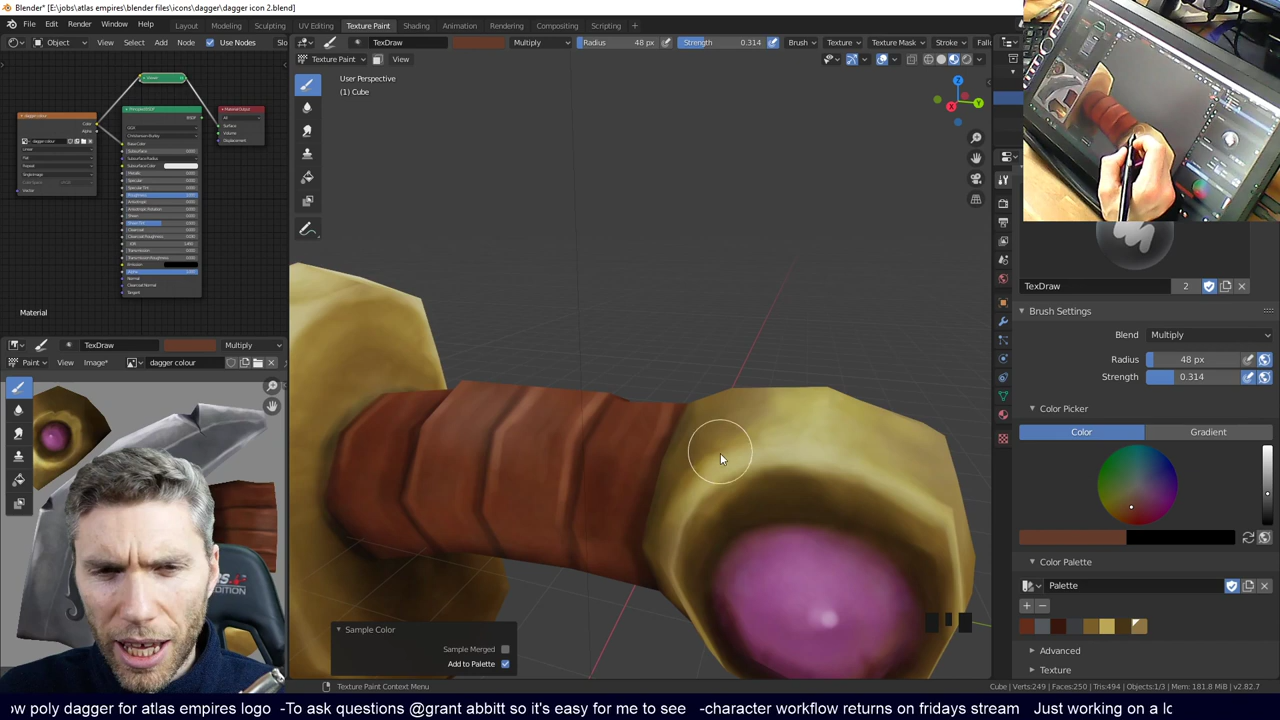 Blender* [E:\jobs\atlas empires\blender files\icons\dagger\dagger icon 2.blend]
File Edit Render Window Help Layout Modeling Sculpting UV Editing Texture Paint Shading Animation Rendering Compositing Scripting
Object View Select Add Node Use Nodes Slo
TexDraw Multiply Radius 48 px Strength 0.314 Brush Texture Texture Mask Stroke Fallo
Texture Paint View
User Perspective
(1) Cube
Material
TexDraw Multiply
Paint View Image* dagger colour
TexDraw 2
Brush Settings
Blend Multiply
Radius 48 px
Strength 0.314
Color Picker
Color Gradient
Color Palette
Palette
Advanced
Texture
Sample Color
Sample Merged
Add to Palette
Texture Paint Context Menu
Cube | Verts:249 | Faces:250 | Tris:494 | Objects:1/3 | Mem: 181.8 MiB | v2.82.7
ow poly dagger for atlas empires logo -To ask questions @grant abbitt so it's easy for me to see -character workflow returns on fridays stream -Just working on a lo